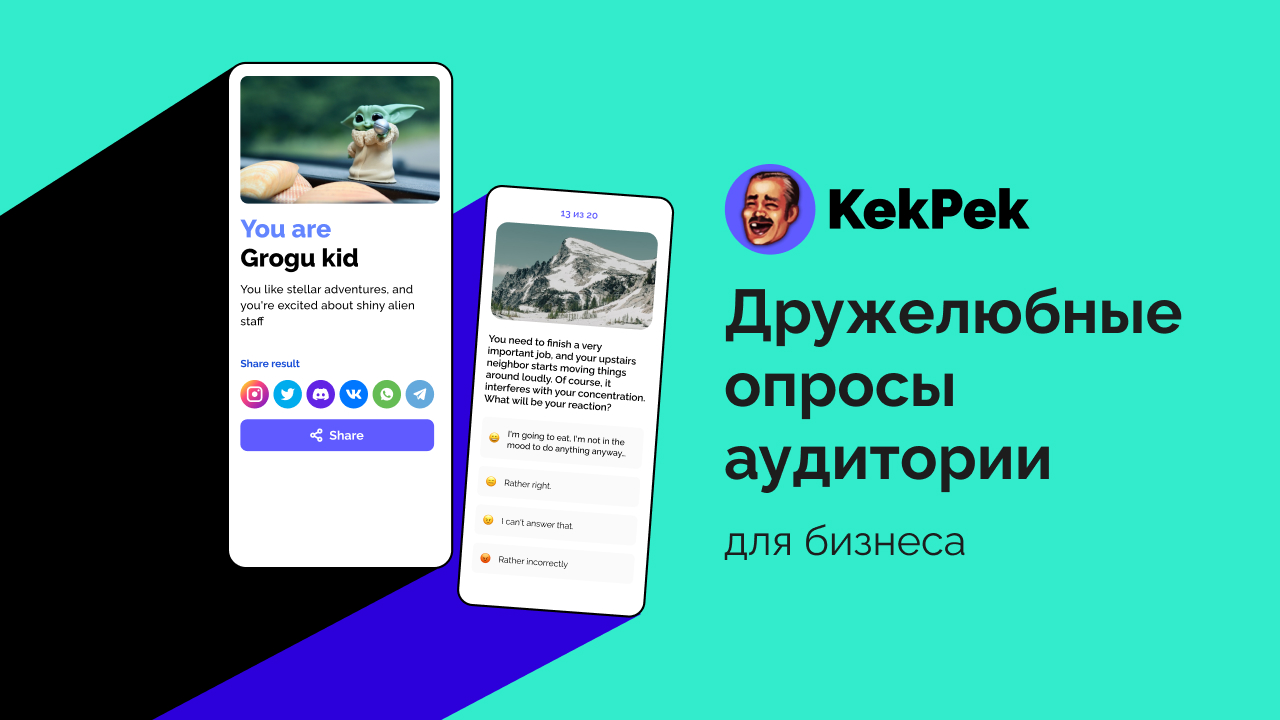 You are
Grogu kid
You like stellar adventures, and
you're excited about shiny alien
staff
Share result
Share
13 из 20
You need to finish a very
important job, and your upstairs
neighbor starts moving things
around loudly. Of course, it
interferes with your concentration.
What will be your reaction?
I'm going to eat, I'm not in the
mood to do anything anyway...
Rather right.
I can't answer that.
Rather incorrectly
KekPek
Дружелюбные
опросы
аудитории
для бизнеса